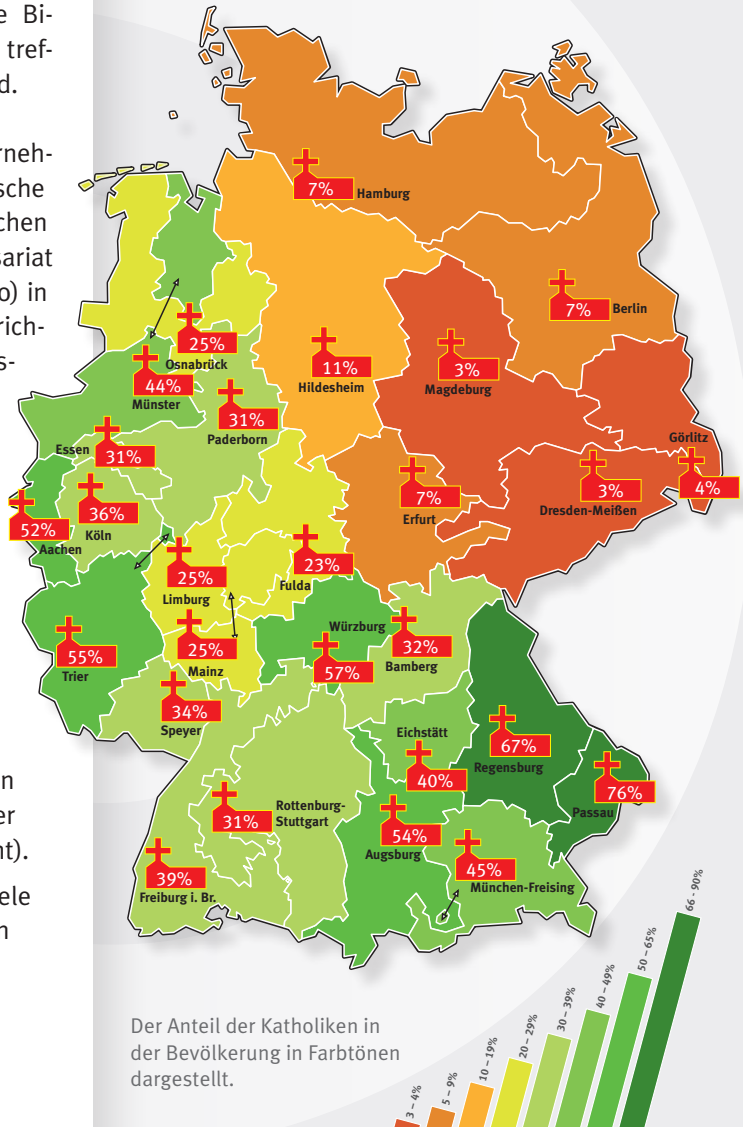 e Bi-
tref-
d.
rneh-
sche
chen
sariat
o) in
rich-
s-
n
er
nt).
ele
n
7%
Hamburg
7%
Berlin
25%
Osnabrück
11%
Hildesheim
3%
Magdeburg
44%
Münster
31%
Paderborn
Essen
31%
Görlitz
4%
7%
Erfurt
3%
Dresden-Meißen
52%
Aachen
36%
Köln
25%
Limburg
23%
Fulda
55%
Trier
25%
Mainz
Würzburg
57%
32%
Bamberg
34%
Speyer
Eichstätt
40%
67%
Regensburg
76%
Passau
31%
Rottenburg-
Stuttgart
54%
Augsburg
45%
München-Freising
39%
Freiburg i. Br.
Der Anteil der Katholiken in
der Bevölkerung in Farbtönen
dargestellt.
3 – 4%
5 – 9%
10 – 19%
20 – 29%
30 – 39%
40 – 49%
50 – 65%
66 - 90%